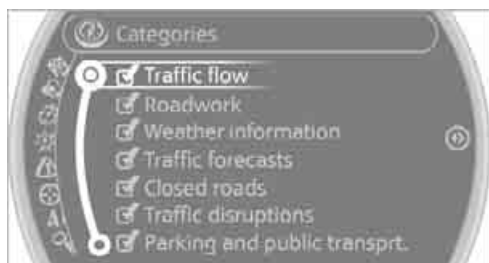 Categories
Traffic flow
Roadwork
Weather information
Traffic forecasts
Closed roads
Traffic disruptions
Parking and public transprt.